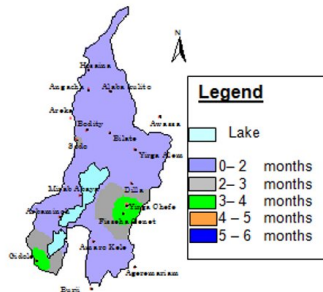 Hosaina
Angacha
Alaba kulito
Areka
Awassa
Bodity
Bilate
Sodo
Yirga Alem
Dilla
Mirab Abaya
Yirga Chefe
Fiseha Genet
Arbaminch
Amaro Kele
Gidole
Ageremariam
Burji
Legend
Lake
0– 2 months
2– 3 months
3– 4 months
4 – 5 months
5 – 6 months